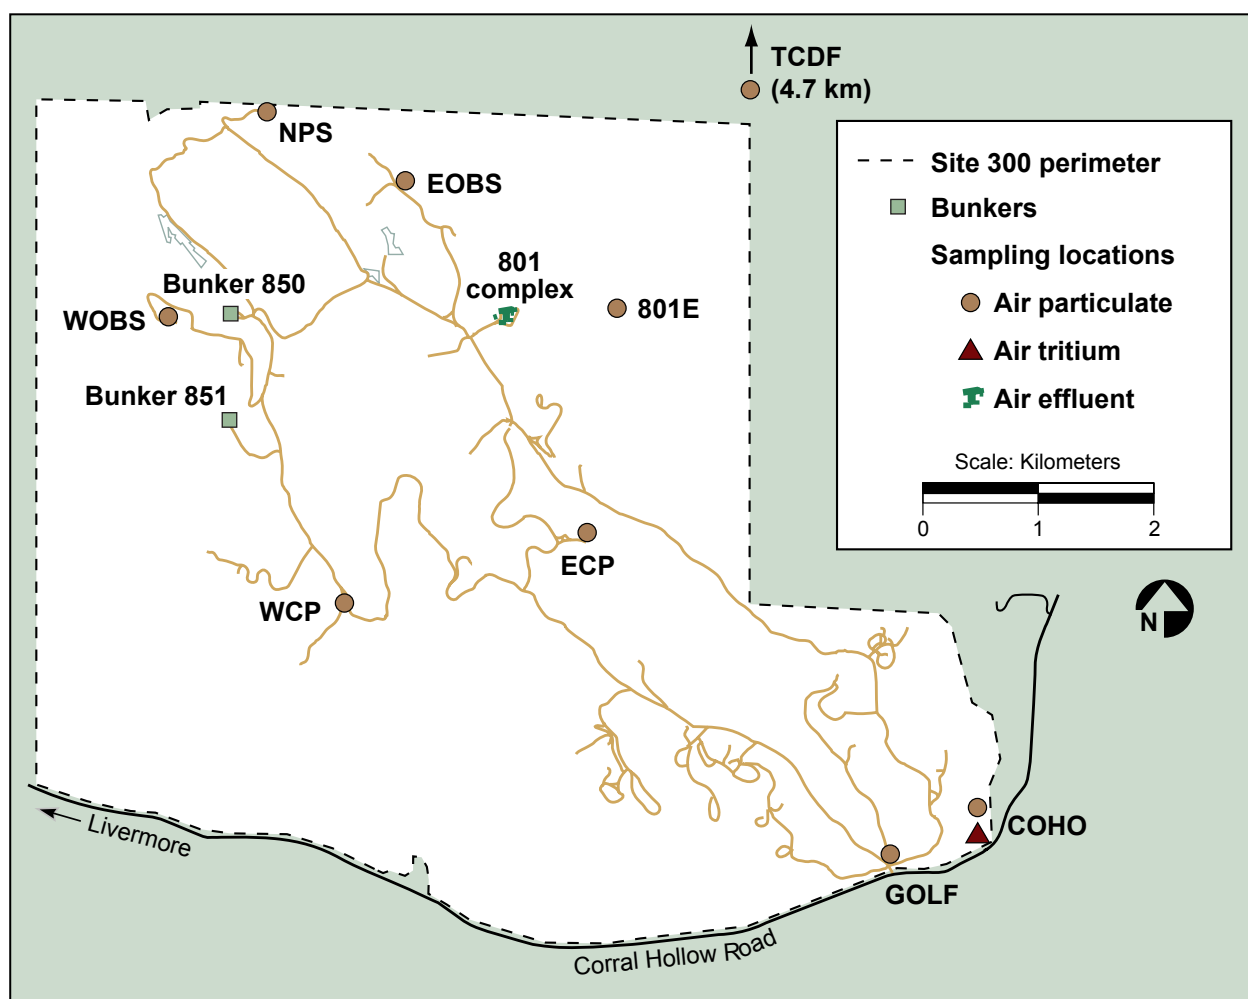 TCDF
(4.7 km)
NPS
EOBS
801
complex
801E
Bunker 850
WOBS
Bunker 851
ECP
WCP
COHO
GOLF
Livermore
Corral Hollow Road
Site 300 perimeter
Bunkers
Sampling locations
Air particulate
Air tritium
Air effluent
Scale: Kilometers
0 1 2
N